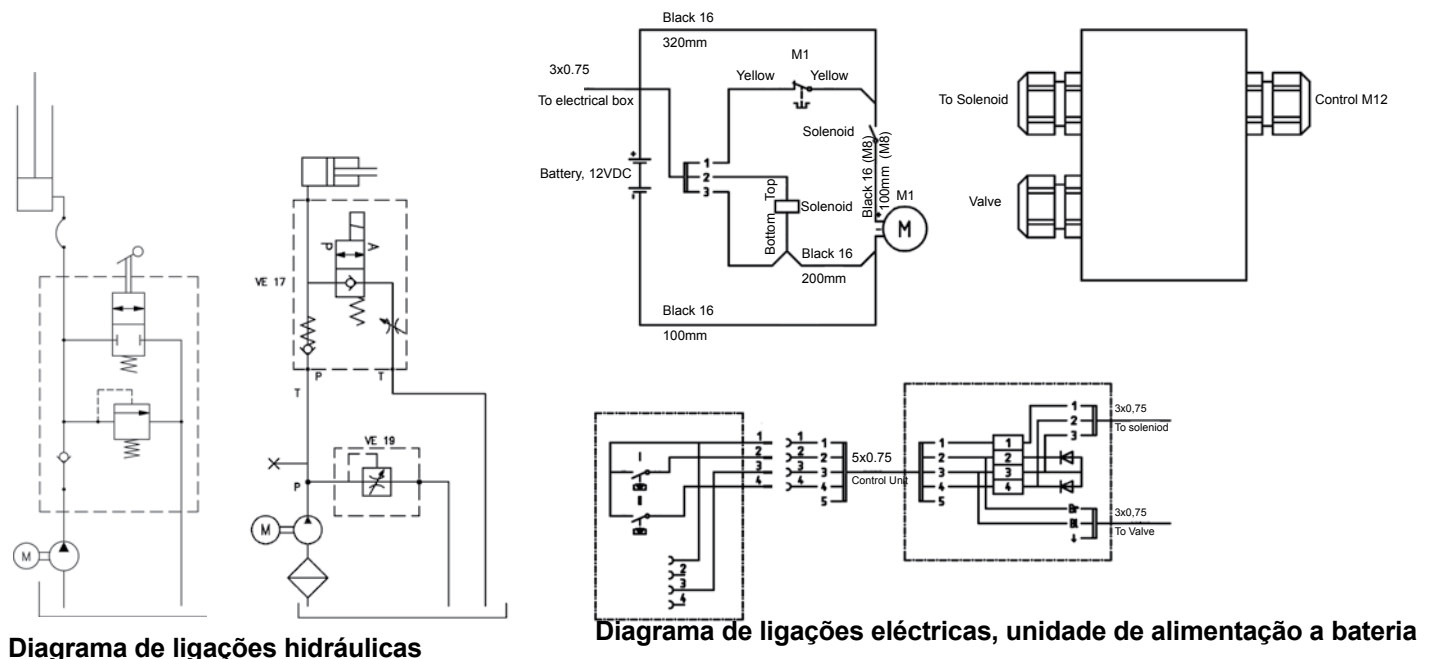 VE 17
A
P
P
T
T
VE 19
P
M
M
Diagrama de ligações hidráulicas
Black 16
320mm
M1
3x0.75
Yellow
Yellow
To electrical box
Solenoid
Battery, 12VDC
+
-
1
2
3
Top
Solenoid
Bottom
Black 16 (M8)
100mm (M8)
M1
M
Black 16
200mm
Black 16
100mm
To Solenoid
Control M12
Valve
I
II
1
2
3
4
2
3
4
1
2
3
4
1
2
3
4
5
5x0.75
Control Unit
1
2
3
4
5
1
2
3
4
1
2
3
3x0,75
To soleniod
Br
Bl
3x0,75
To Valve
Diagrama de ligações eléctricas, unidade de alimentação a bateria